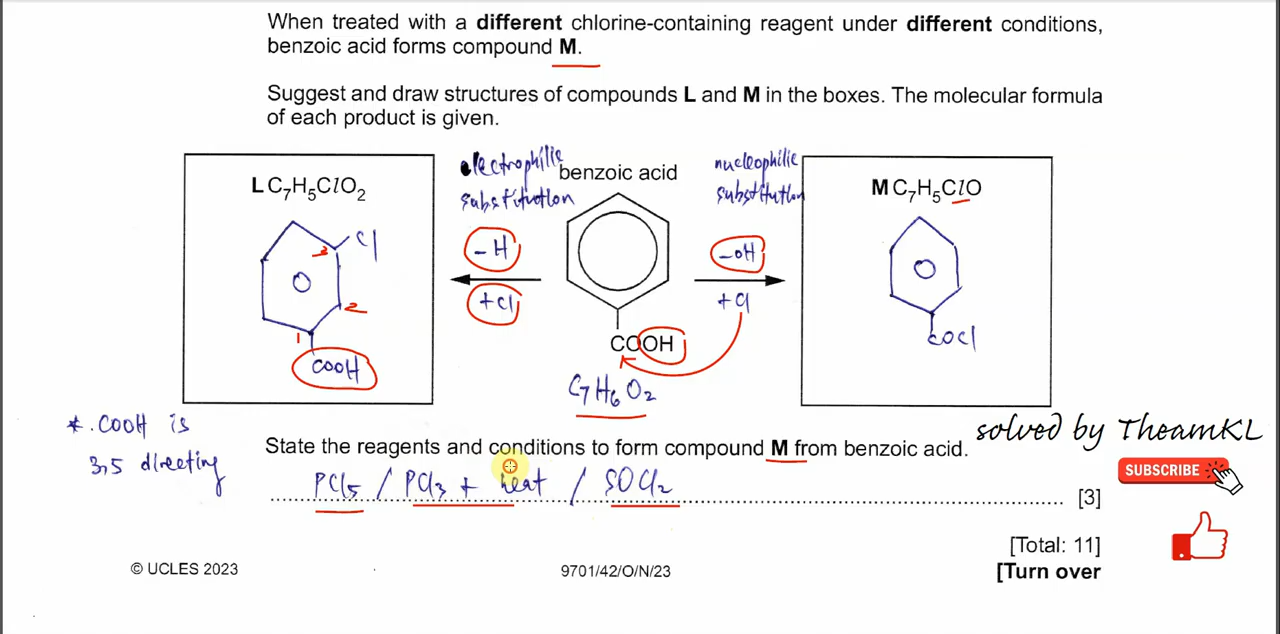 When treated with a different chlorine-containing reagent under different conditions,
benzoic acid forms compound M.
Suggest and draw structures of compounds L and M in the boxes. The molecular formula
of each product is given.
L C₇H₅ClO₂
Cl
3
2
1
COOH
electrophilic
substitution
-H
+Cl
benzoic acid
COOH
C₇H₆O₂
nucleophilic
substitution
-OH
+Cl
M C₇H₅ClO
COCl
*. COOH is
3,5 directing
State the reagents and conditions to form compound M from benzoic acid.
PCl₅ / PCl₃ + heat / SOCl₂
[3]
solved by TheamKL
SUBSCRIBE
[Total: 11]
© UCLES 2023
9701/42/O/N/23
[Turn over